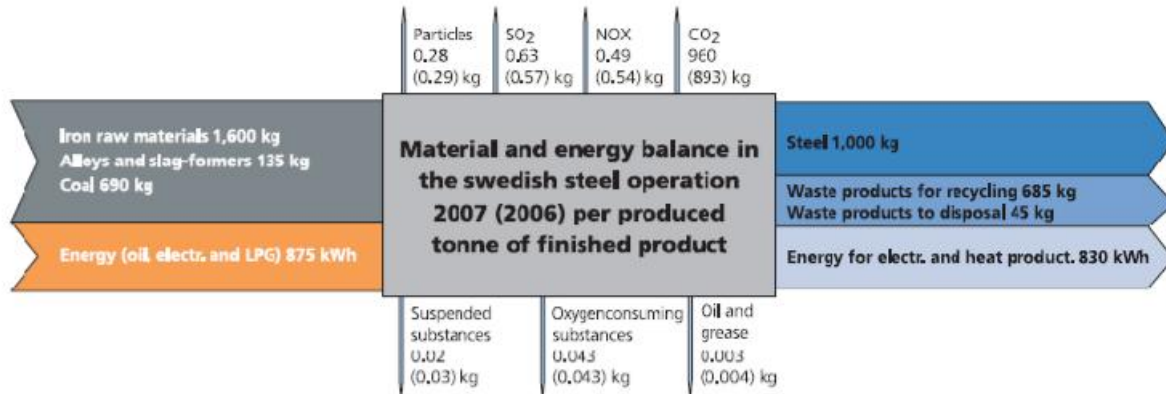 Particles
0.28
(0.29) kg
SO2
0.63
(0.57) kg
NOX
0.49
(0.54) kg
CO2
960
(893) kg
Iron raw materials 1,600 kg
Alloys and slag-formers 135 kg
Coal 690 kg
Energy (oil, electr. and LPG) 875 kWh
Material and energy balance in
the swedish steel operation
2007 (2006) per produced
tonne of finished product
Steel 1,000 kg
Waste products for recycling 685 kg
Waste products to disposal 45 kg
Energy for electr. and heat product. 830 kWh
Suspended
substances
0.02
(0.03) kg
Oxygenconsuming
substances
0.043
(0.043) kg
Oil and
grease
0.003
(0.004) kg